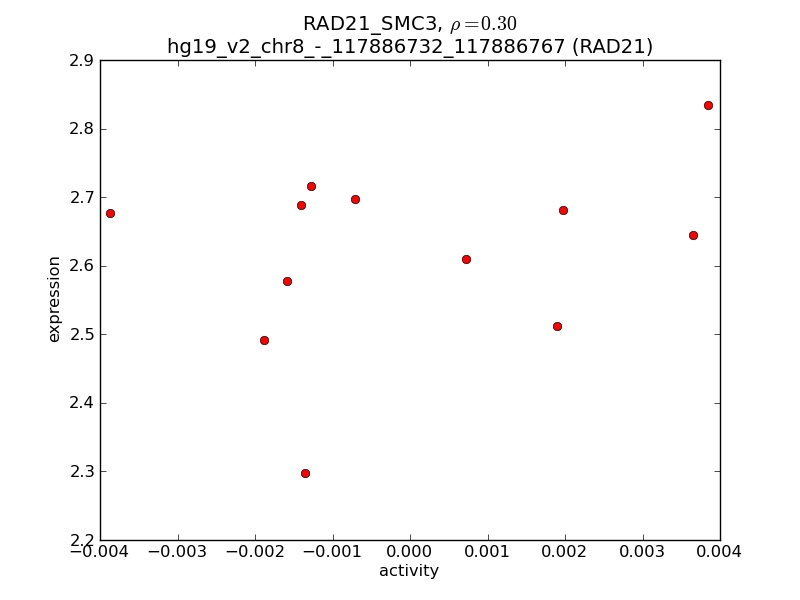 RAD21_SMC3, ρ=0.30
hg19_v2_chr8_-_117886732_117886767 (RAD21)
2.9
2.8
2.7
2.6
2.5
2.4
2.3
2.2
expression
−0.004 −0.003 −0.002 −0.001 0.000 0.001 0.002 0.003 0.004
activity